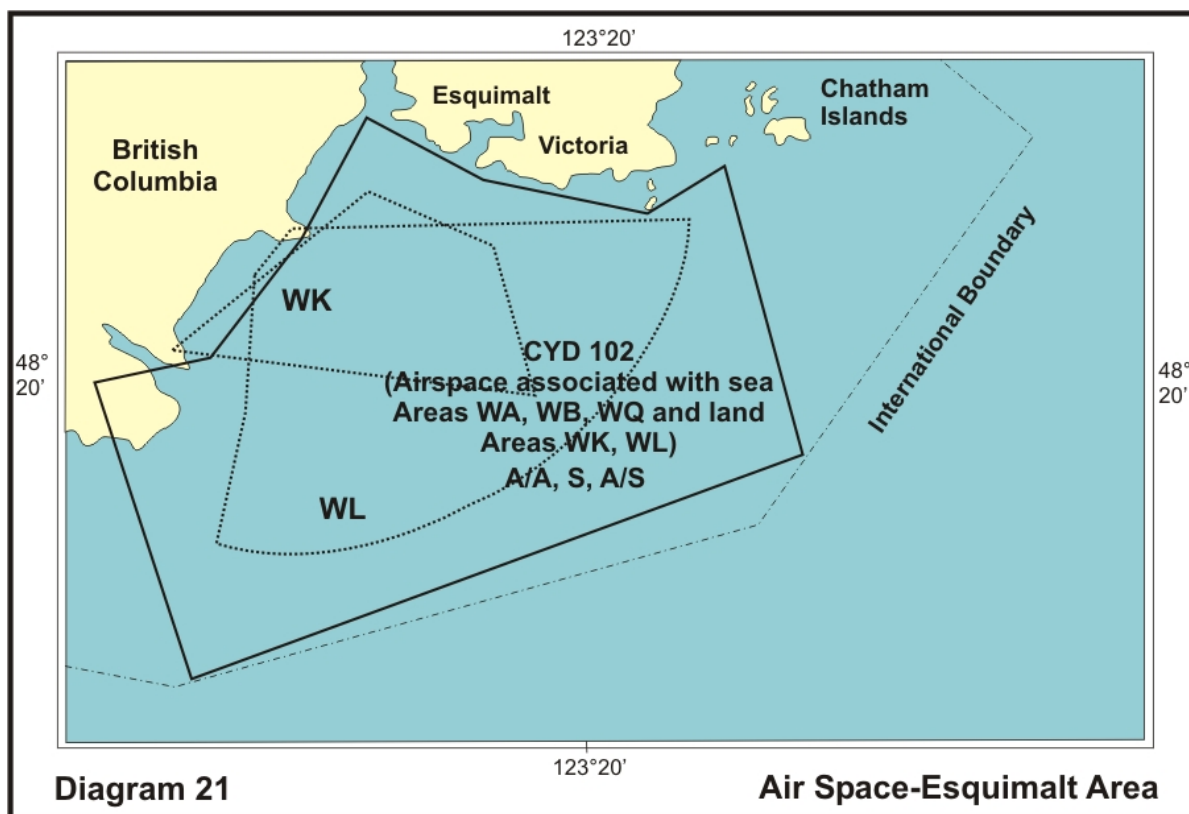 123°20'
Esquimalt
Chatham
Islands
British
Columbia
Victoria
International Boundary
WK
48°
20'
CYD 102
(Airspace associated with sea
Areas WA, WB, WQ and land
Areas WK, WL)
A/A, S, A/S
48°
20'
WL
123°20'
Diagram 21
Air Space-Esquimalt Area